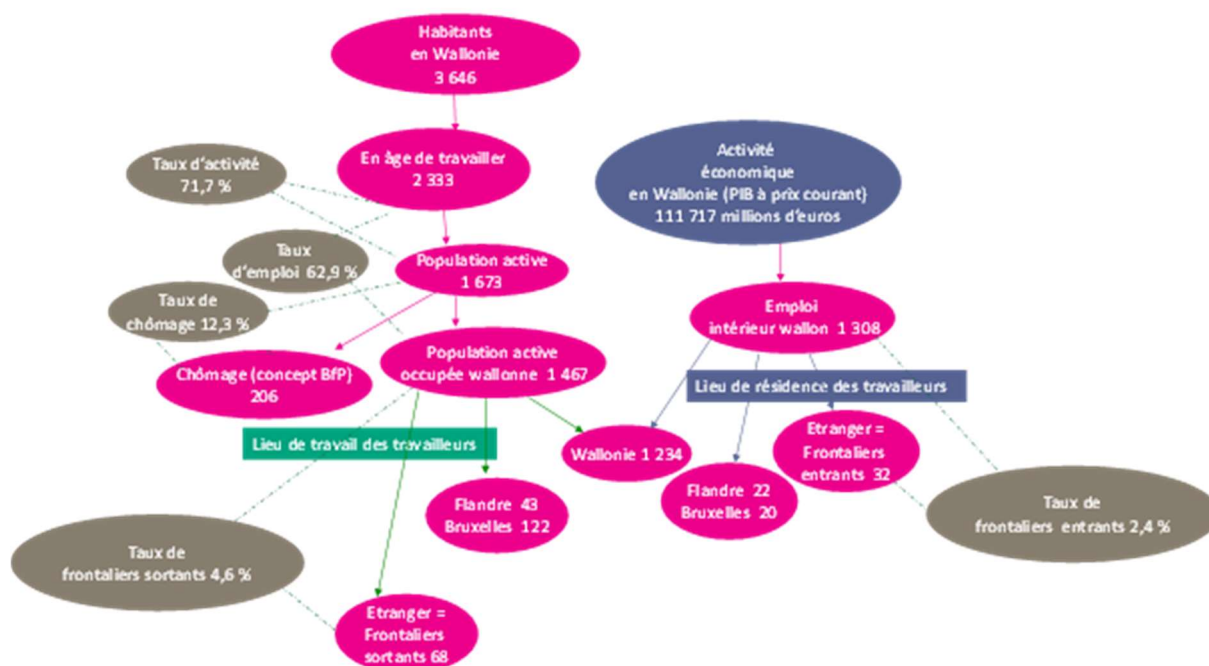 Habitants
en Wallonie
3 646
En âge de travailler
2 333
Taux d'activité
71,7 %
Activité
économique
en Wallonie (PIB à prix courant)
111 717 millions d'euros
Taux
d'emploi 62,9 %
Population active
1 673
Taux de
chômage 12,3 %
Emploi
intérieur wallon 1 308
Chômage (concept BfP)
206
Population active
occupée wallonne 1 467
Lieu de résidence des travailleurs
Lieu de travail des travailleurs
Wallonie 1 234
Etranger =
Frontaliers
entrants 32
Flandre 43
Bruxelles 122
Flandre 22
Bruxelles 20
Taux de
frontaliers entrants 2,4 %
Taux de
frontaliers sortants 4,6 %
Etranger =
Frontaliers
sortants 68